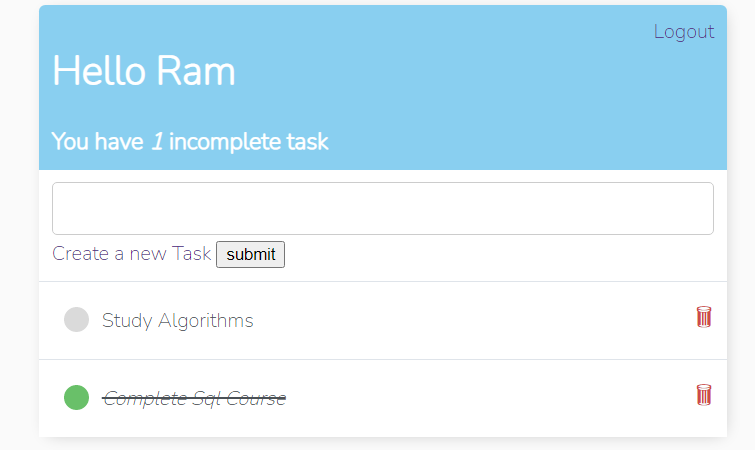 Logout
Hello Ram
You have 1 incomplete task
Create a new Task submit
Study Algorithms
Complete Sql Course